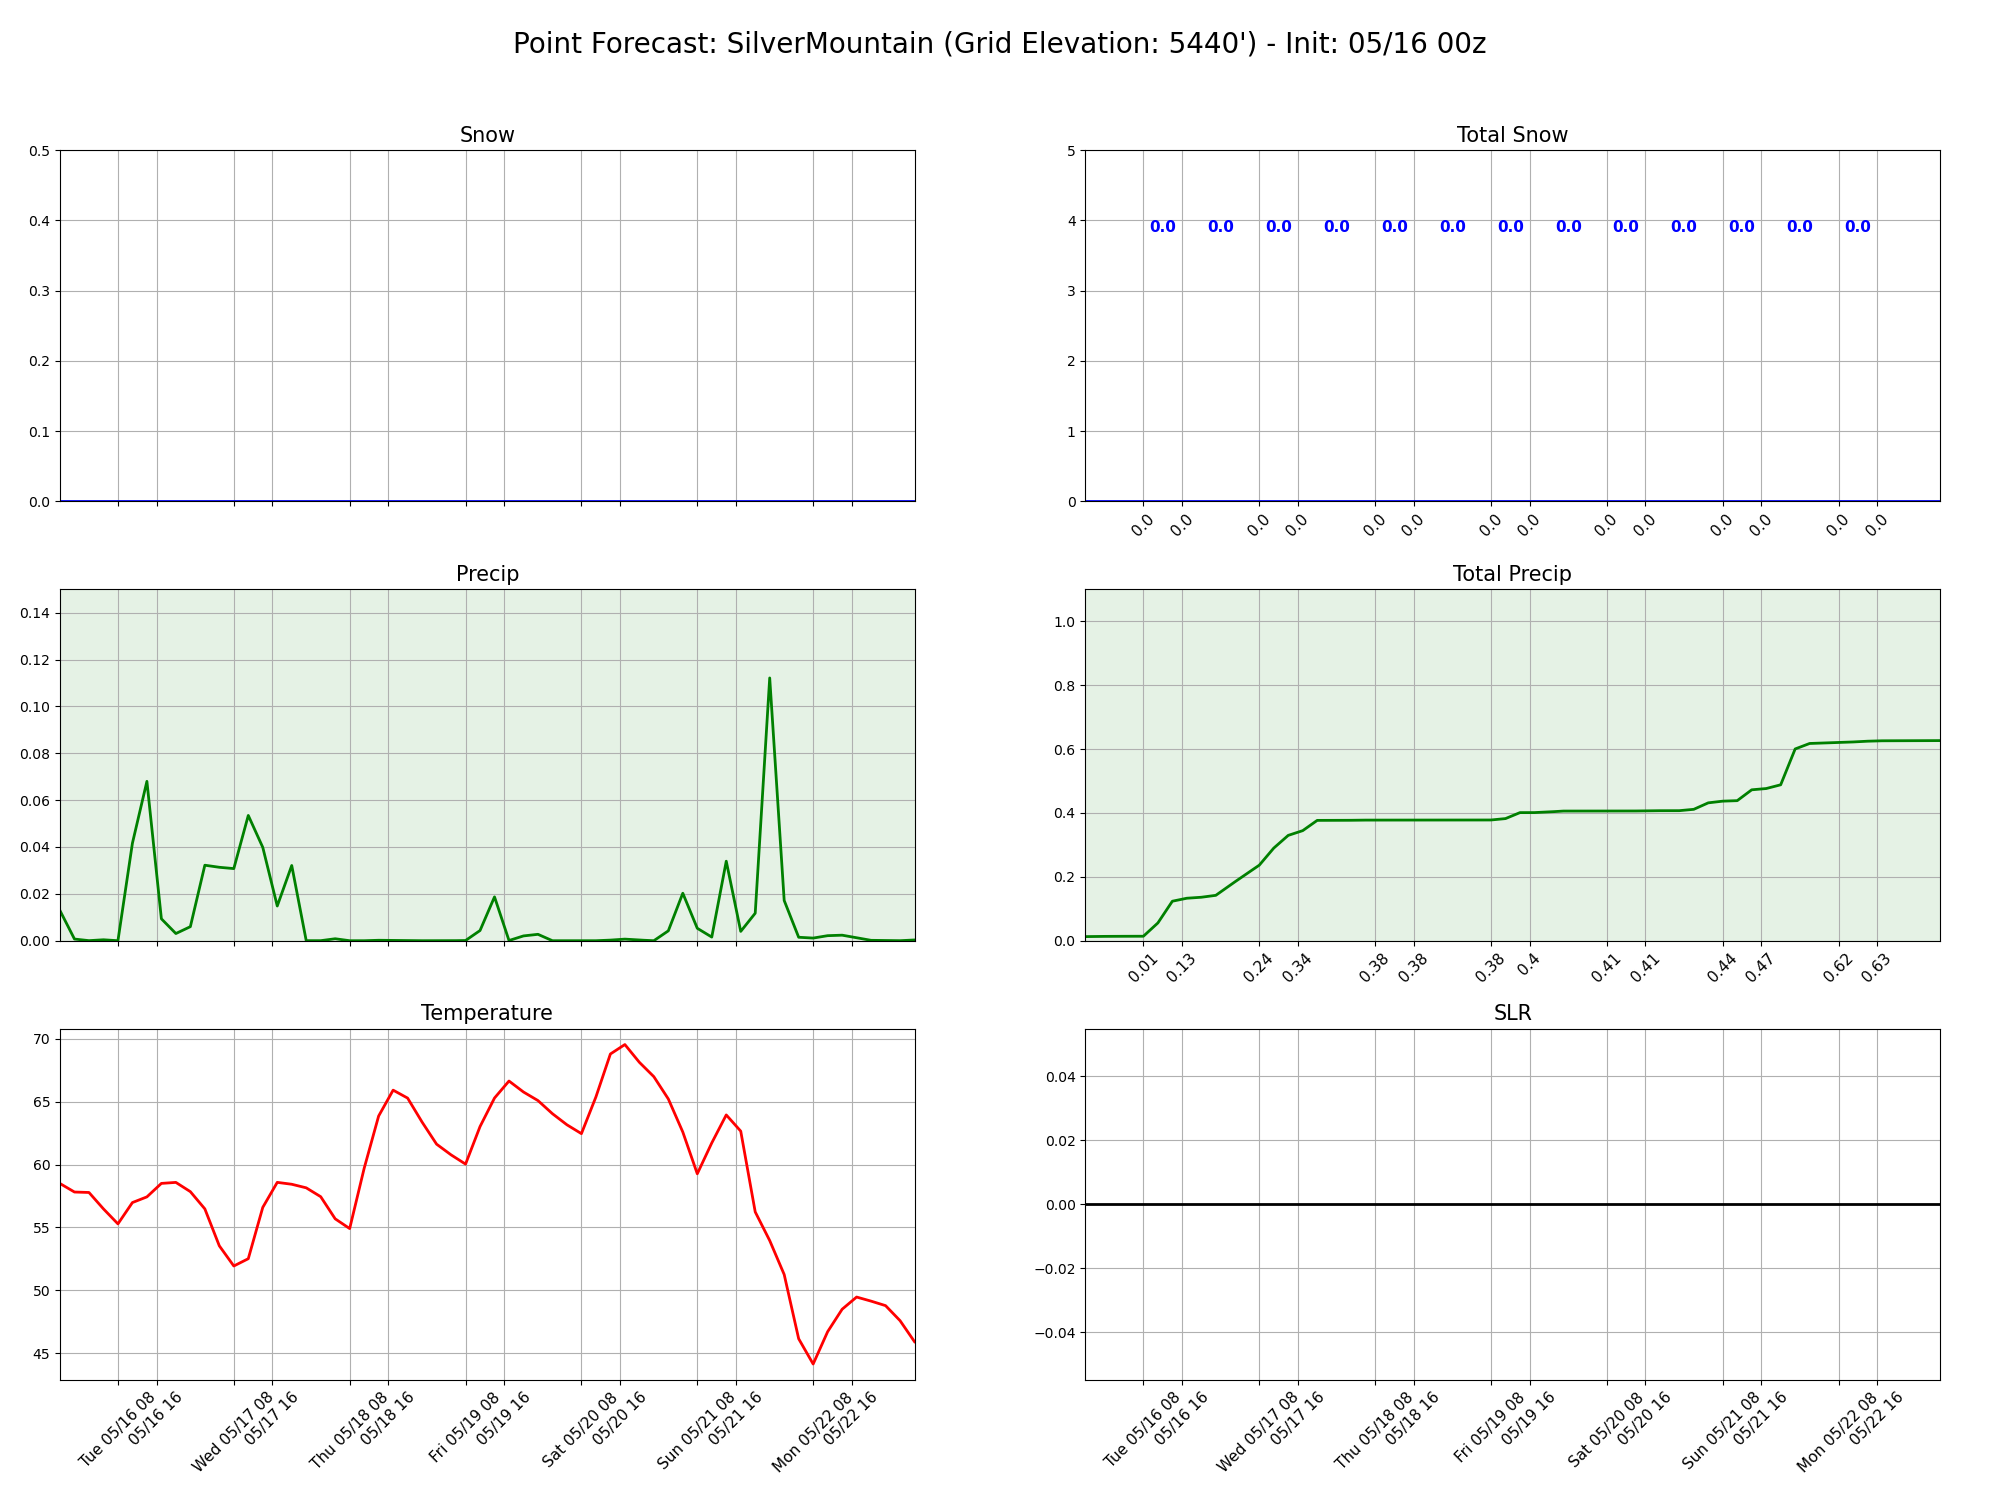 Point Forecast: SilverMountain (Grid Elevation: 5440') - Init: 05/16 00z
Snow
0.5
0.4
0.3
0.2
0.1
0.0
Total Snow
5
4
3
2
1
0
0.0 0.0 0.0 0.0 0.0 0.0 0.0 0.0 0.0 0.0 0.0 0.0 0.0
0.0 0.0 0.0 0.0 0.0 0.0 0.0 0.0 0.0 0.0 0.0 0.0 0.0 0.0
Precip
0.14
0.12
0.10
0.08
0.06
0.04
0.02
0.00
Total Precip
1.0
0.8
0.6
0.4
0.2
0.0
0.01 0.13 0.24 0.34 0.38 0.38 0.38 0.4 0.41 0.41 0.44 0.47 0.62 0.63
Temperature
70
65
60
55
50
45
Tue 05/16 08
05/16 16
Wed 05/17 08
05/17 16
Thu 05/18 08
05/18 16
Fri 05/19 08
05/19 16
Sat 05/20 08
05/20 16
Sun 05/21 08
05/21 16
Mon 05/22 08
05/22 16
SLR
0.04
0.02
0.00
−0.02
−0.04
Tue 05/16 08
05/16 16
Wed 05/17 08
05/17 16
Thu 05/18 08
05/18 16
Fri 05/19 08
05/19 16
Sat 05/20 08
05/20 16
Sun 05/21 08
05/21 16
Mon 05/22 08
05/22 16